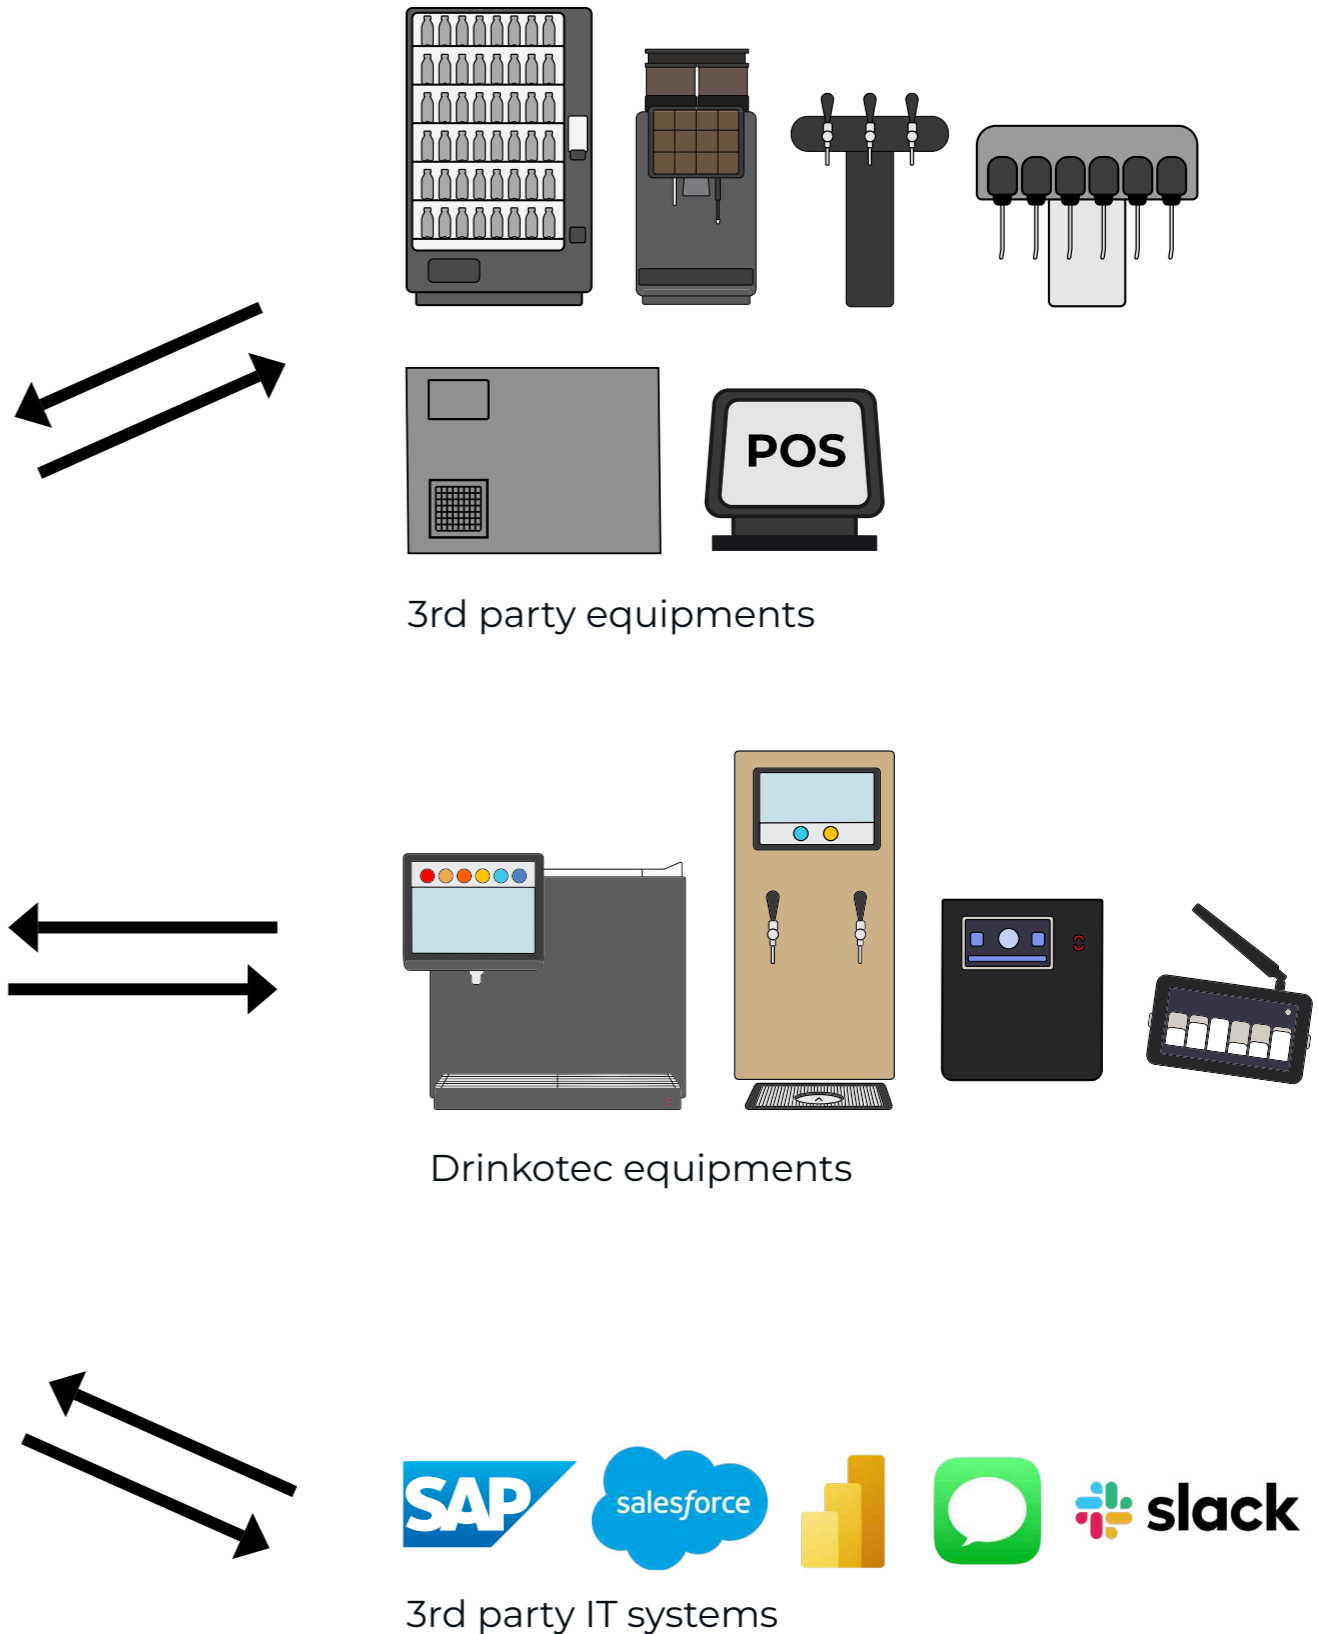 POS
3rd party equipments
Drinkotec equipments
SAP
salesforce
slack
3rd party IT systems